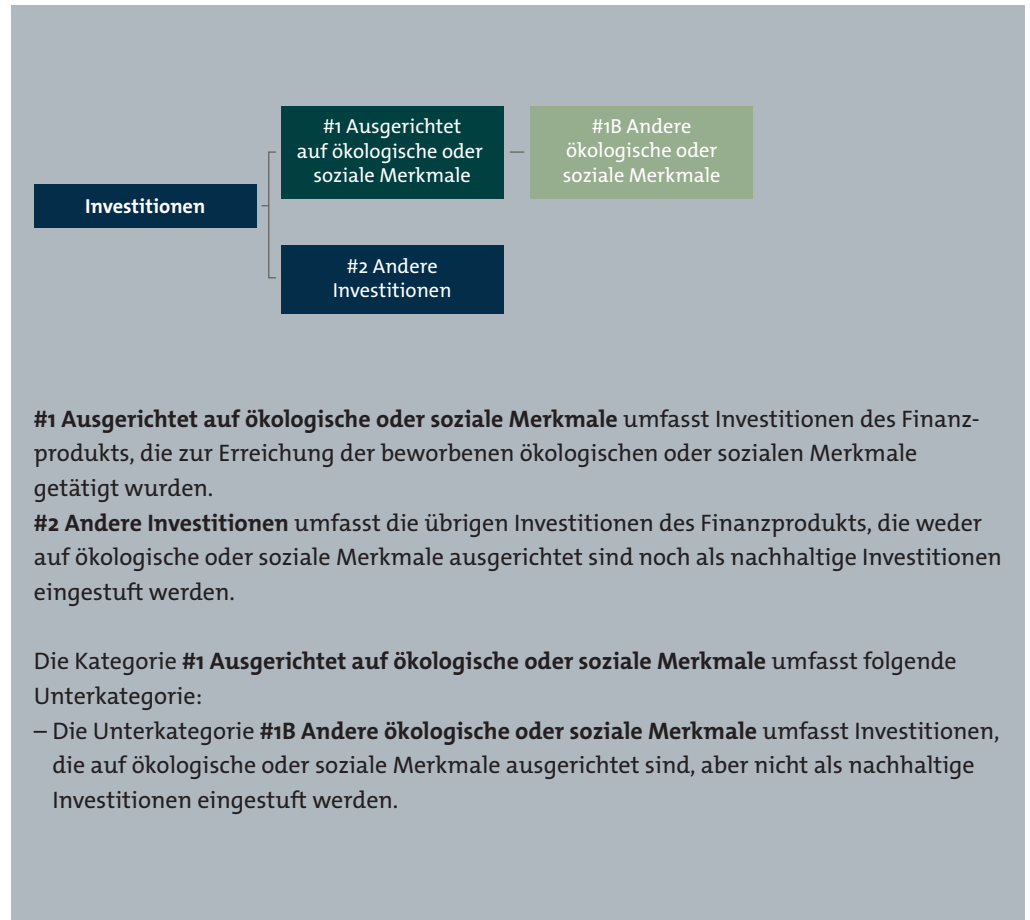 #1 Ausgerichtet
auf ökologische oder
soziale Merkmale
#1B Andere
ökologische oder
soziale Merkmale
Investitionen
#2 Andere
Investitionen
#1 Ausgerichtet auf ökologische oder soziale Merkmale umfasst Investitionen des Finanz-
produkts, die zur Erreichung der beworbenen ökologischen oder sozialen Merkmale
getätigt wurden.
#2 Andere Investitionen umfasst die übrigen Investitionen des Finanzprodukts, die weder
auf ökologische oder soziale Merkmale ausgerichtet sind noch als nachhaltige Investitionen
eingestuft werden.
Die Kategorie #1 Ausgerichtet auf ökologische oder soziale Merkmale umfasst folgende
Unterkategorie:
– Die Unterkategorie #1B Andere ökologische oder soziale Merkmale umfasst Investitionen,
die auf ökologische oder soziale Merkmale ausgerichtet sind, aber nicht als nachhaltige
Investitionen eingestuft werden.